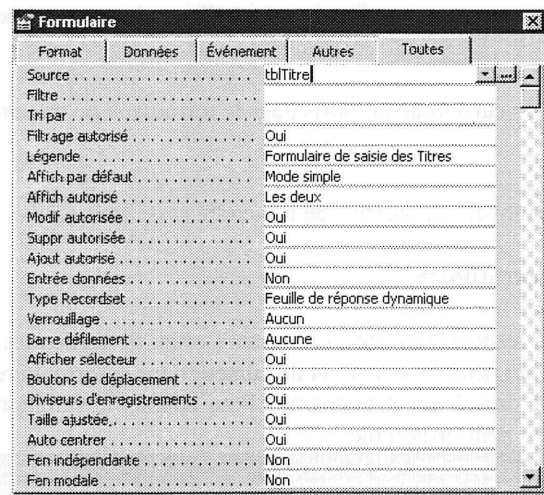 Formulaire
Format Données Événement Autres Toutes
Source . . . . . . . . . . . . . . . . . . . . . tblTitre
Filtre . . . . . . . . . . . . . . . . . . . . . .
Tri par . . . . . . . . . . . . . . . . . . . . .
Filtrage autorisé . . . . . . . . . . . . . Oui
Légende . . . . . . . . . . . . . . . . . . . Formulaire de saisie des Titres
Affich par défaut . . . . . . . . . . . . . Mode simple
Affich autorisé . . . . . . . . . . . . . . . Les deux
Modif autorisée . . . . . . . . . . . . . . Oui
Suppr autorisée . . . . . . . . . . . . . . Oui
Ajout autorisé . . . . . . . . . . . . . . . Oui
Entrée données . . . . . . . . . . . . . . Non
Type Recordset . . . . . . . . . . . . . . Feuille de réponse dynamique
Verrouillage . . . . . . . . . . . . . . . . . Aucun
Barre défilement . . . . . . . . . . . . . Aucune
Afficher sélecteur . . . . . . . . . . . . Oui
Boutons de déplacement . . . . . . . . Oui
Diviseurs d'enregistrements . . . . . . Oui
Taille ajustée. . . . . . . . . . . . . . . . Oui
Auto centrer . . . . . . . . . . . . . . . . Oui
Fen indépendante . . . . . . . . . . . . Non
Fen modale . . . . . . . . . . . . . . . . . Non